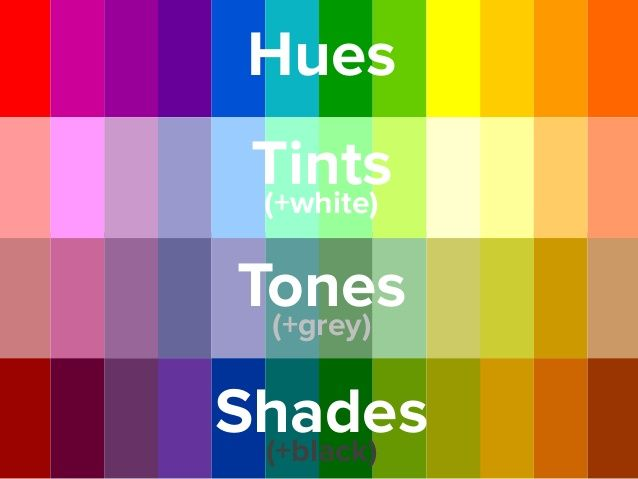 Hues
Tints
(+white)
Tones
(+grey)
Shades
(+black)